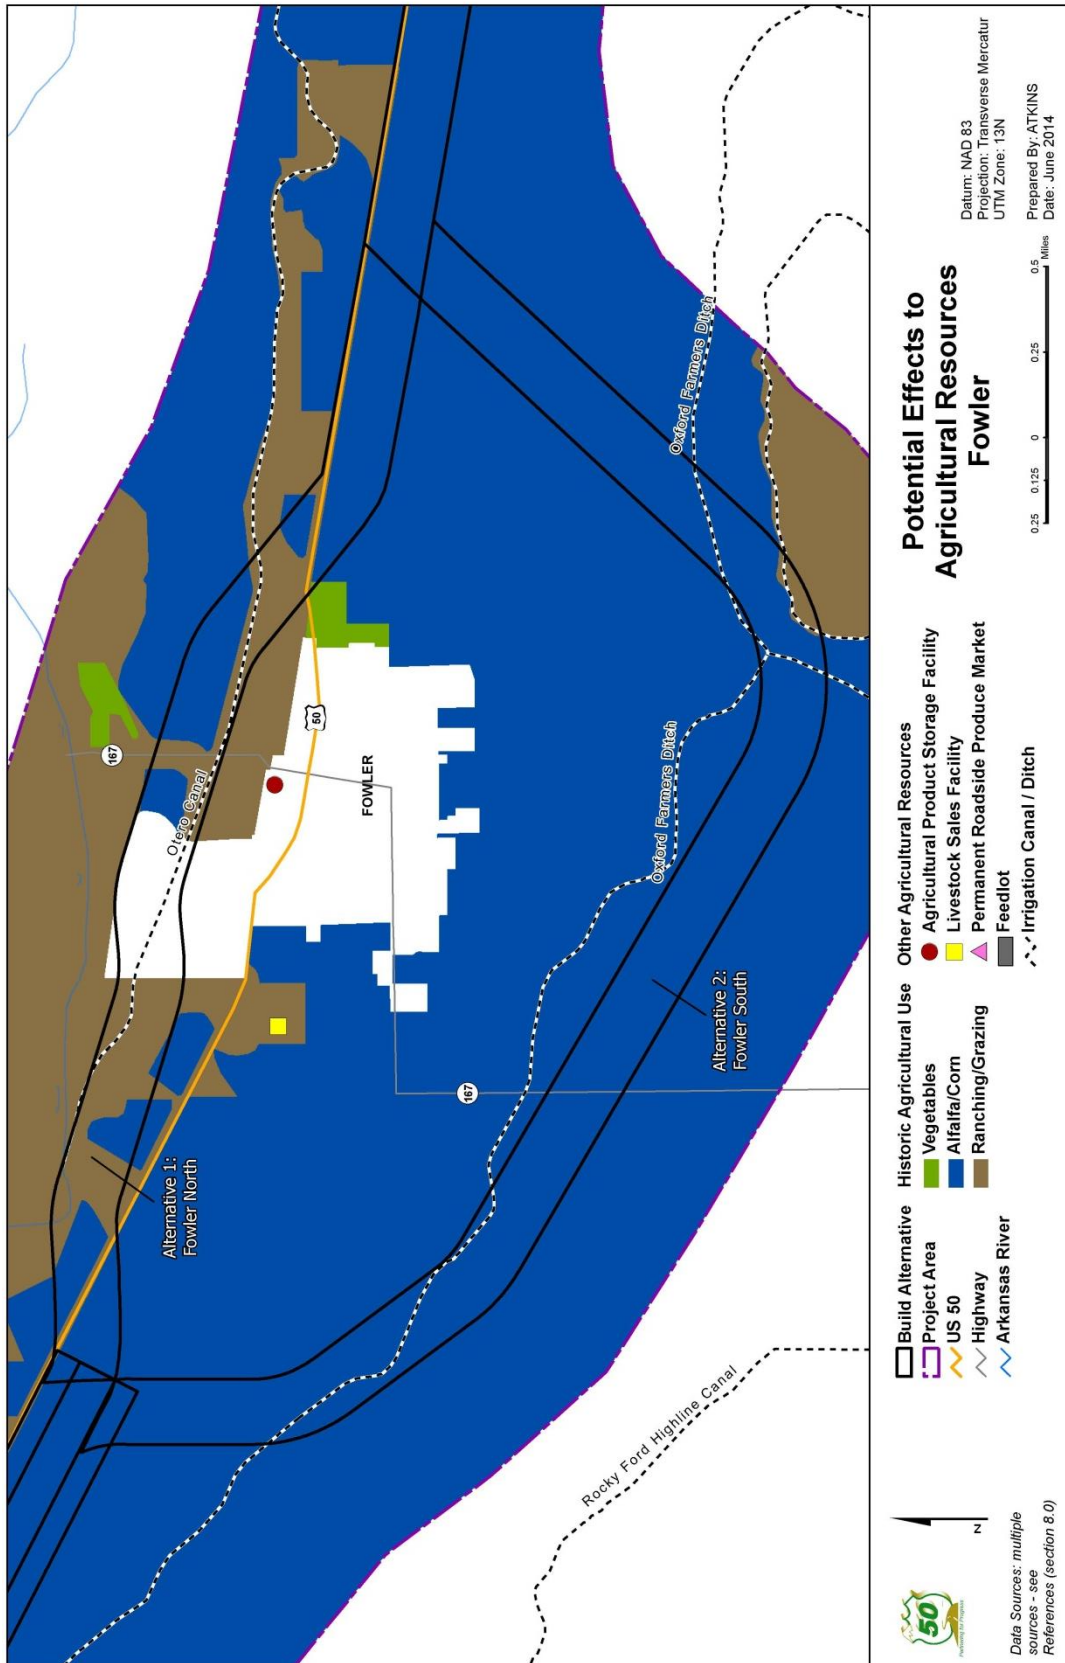 Otero Canal
167
50
FOWLER
Alternative 1:
Fowler North
167
Alternative 2:
Fowler South
Oxford Farmers Ditch
Oxford Farmers Ditch
Rocky Ford Highline Canal
50
Partnering for Progress
Data Sources: multiple
sources - see
References (section 8.0)
N
Build Alternative
Project Area
US 50
Highway
Arkansas River
Historic Agricultural Use
Vegetables
Alfalfa/Corn
Ranching/Grazing
Other Agricultural Resources
Agricultural Product Storage Facility
Livestock Sales Facility
Permanent Roadside Produce Market
Feedlot
Irrigation Canal / Ditch
Potential Effects to
Agricultural Resources
Fowler
0.25 0.125 0 0.25 0.5
Miles
Datum: NAD 83
Projection: Transverse Mercatur
UTM Zone: 13N
Prepared By: ATKINS
Date: June 2014